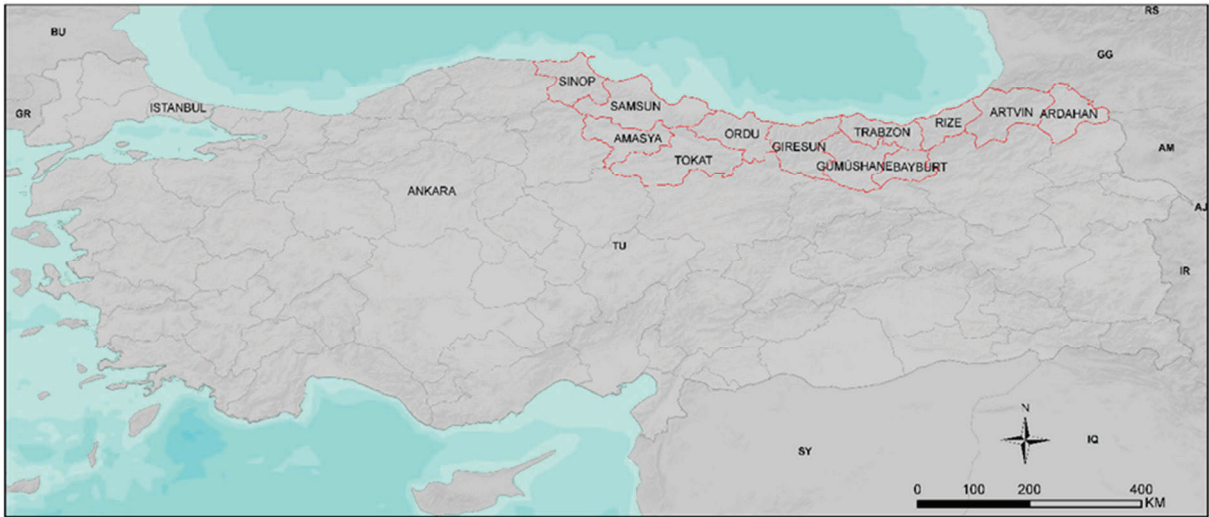 RS
BU
GG
SINOP
ISTANBUL
SAMSUN
GR
ARTVIN
ARDAHAN
RIZE
ORDU
TRABZON
AMASYA
GIRESUN
AM
TOKAT
GÜMÜSHANE
BAYBURT
ANKARA
AJ
TU
IR
N
IQ
SY
0 100 200 400
KM